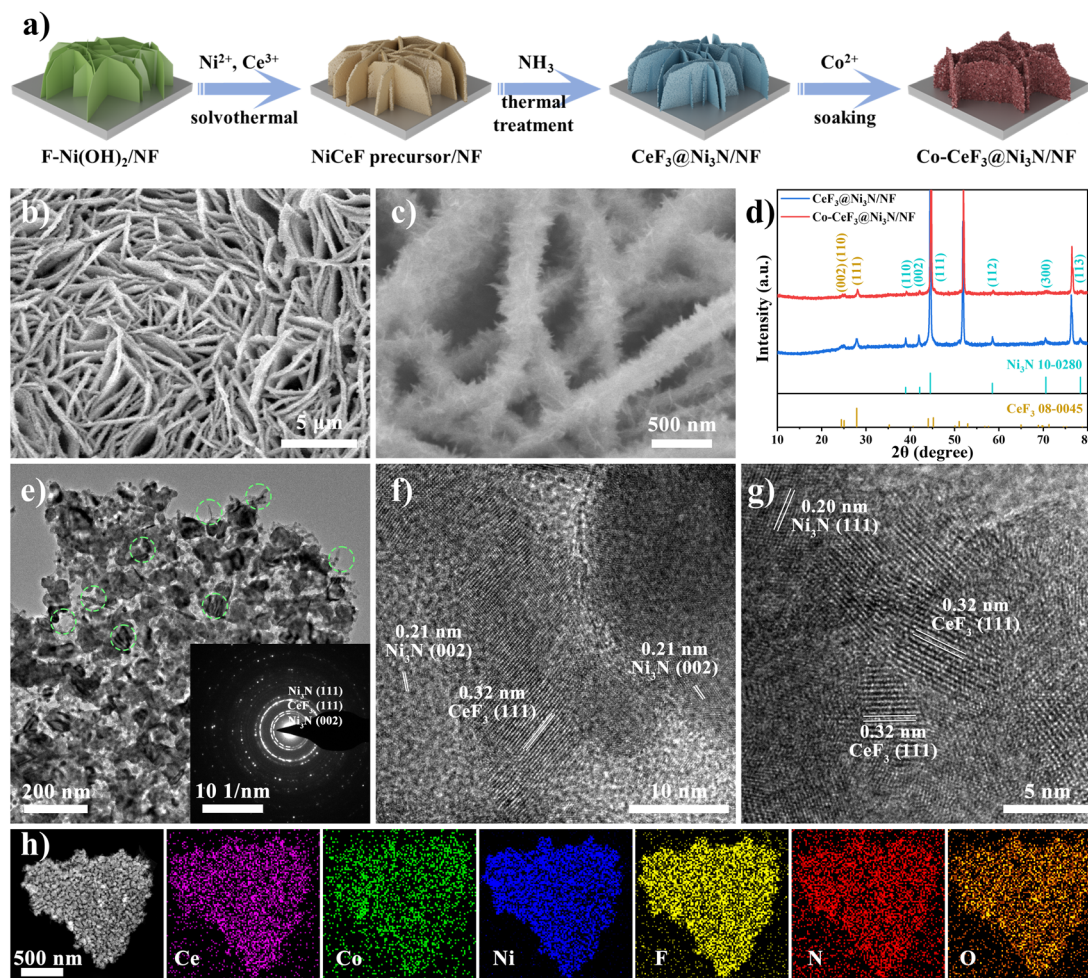 a)
Ni²⁺, Ce³⁺
solvothermal
NH₃
thermal
treatment
Co²⁺
soaking
F-Ni(OH)₂/NF
NiCeF precursor/NF
CeF₃@Ni₃N/NF
Co-CeF₃@Ni₃N/NF
b)
5 μm
c)
500 nm
d)
CeF₃@Ni₃N/NF
Co-CeF₃@Ni₃N/NF
(002)
(110)
(111)
(110)
(002)
(111)
(112)
(300)
(113)
Ni₃N 10-0280
CeF₃ 08-0045
Intensity (a.u.)
10 20 30 40 50 60 70 80
2θ (degree)
e)
200 nm
Ni₃N (111)
CeF₃ (111)
Ni₃N (002)
10 1/nm
f)
0.21 nm
Ni₃N (002)
0.32 nm
CeF₃ (111)
0.21 nm
Ni₃N (002)
10 nm
g)
0.20 nm
Ni₃N (111)
0.32 nm
CeF₃ (111)
0.32 nm
CeF₃ (111)
5 nm
h)
500 nm
Ce
Co
Ni
F
N
O